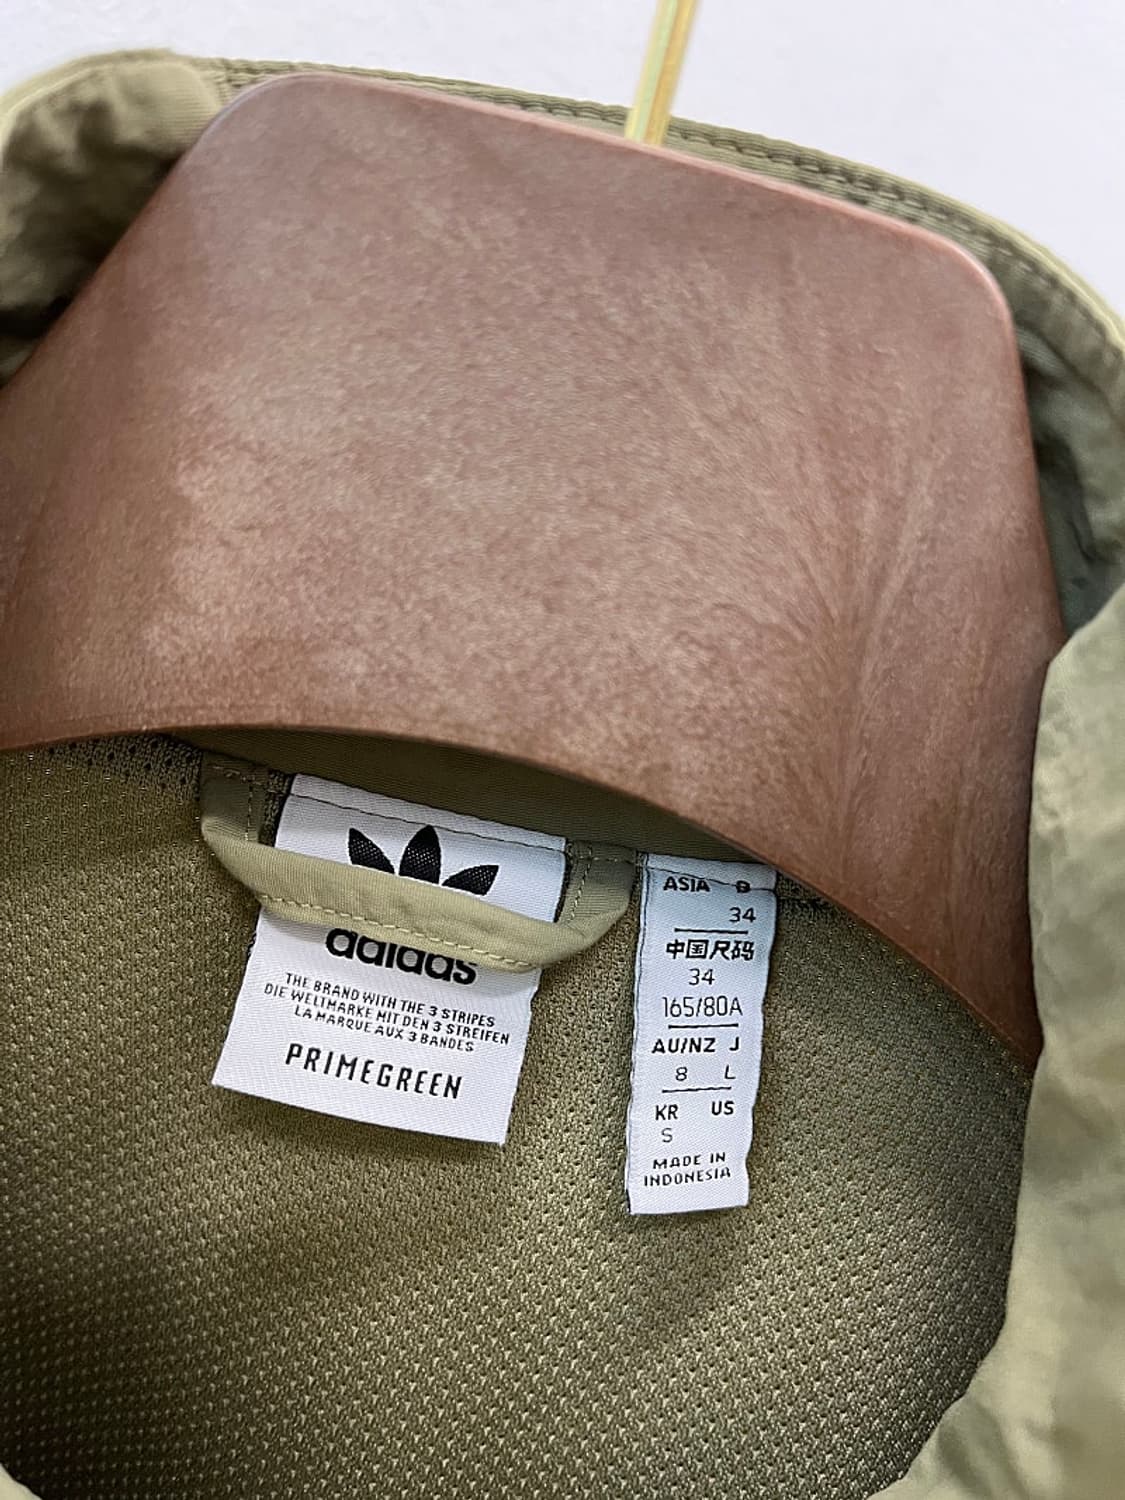 adidas
THE BRAND WITH THE 3 STRIPES
DIE WELTMARKE MIT DEN 3 STREIFEN
LA MARQUE AUX 3 BANDES
PRIMEGREEN
ASIA D
34
中国尺码
34
165/80A
AU/NZ J
8 L
KR US
S
MADE IN
INDONESIA